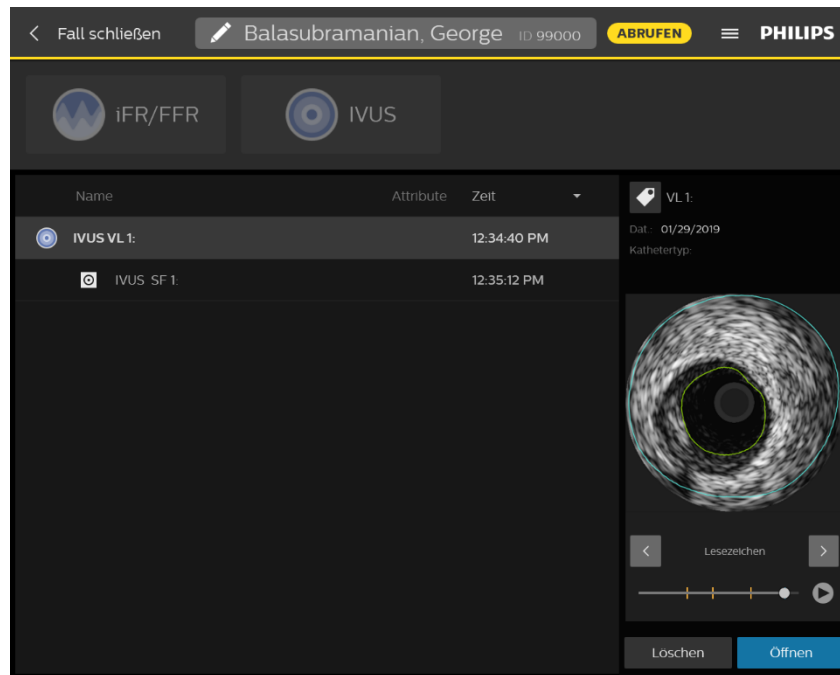 Fall schließen
Balasubramanian, George ID 99000
ABRUFEN
PHILIPS
iFR/FFR
IVUS
Name Attribute Zeit
IVUS VL 1: 12:34:40 PM
IVUS SF 1: 12:35:12 PM
VL 1:
Dat.: 01/29/2019
Kathetertyp:
Lesezeichen
Löschen
Öffnen